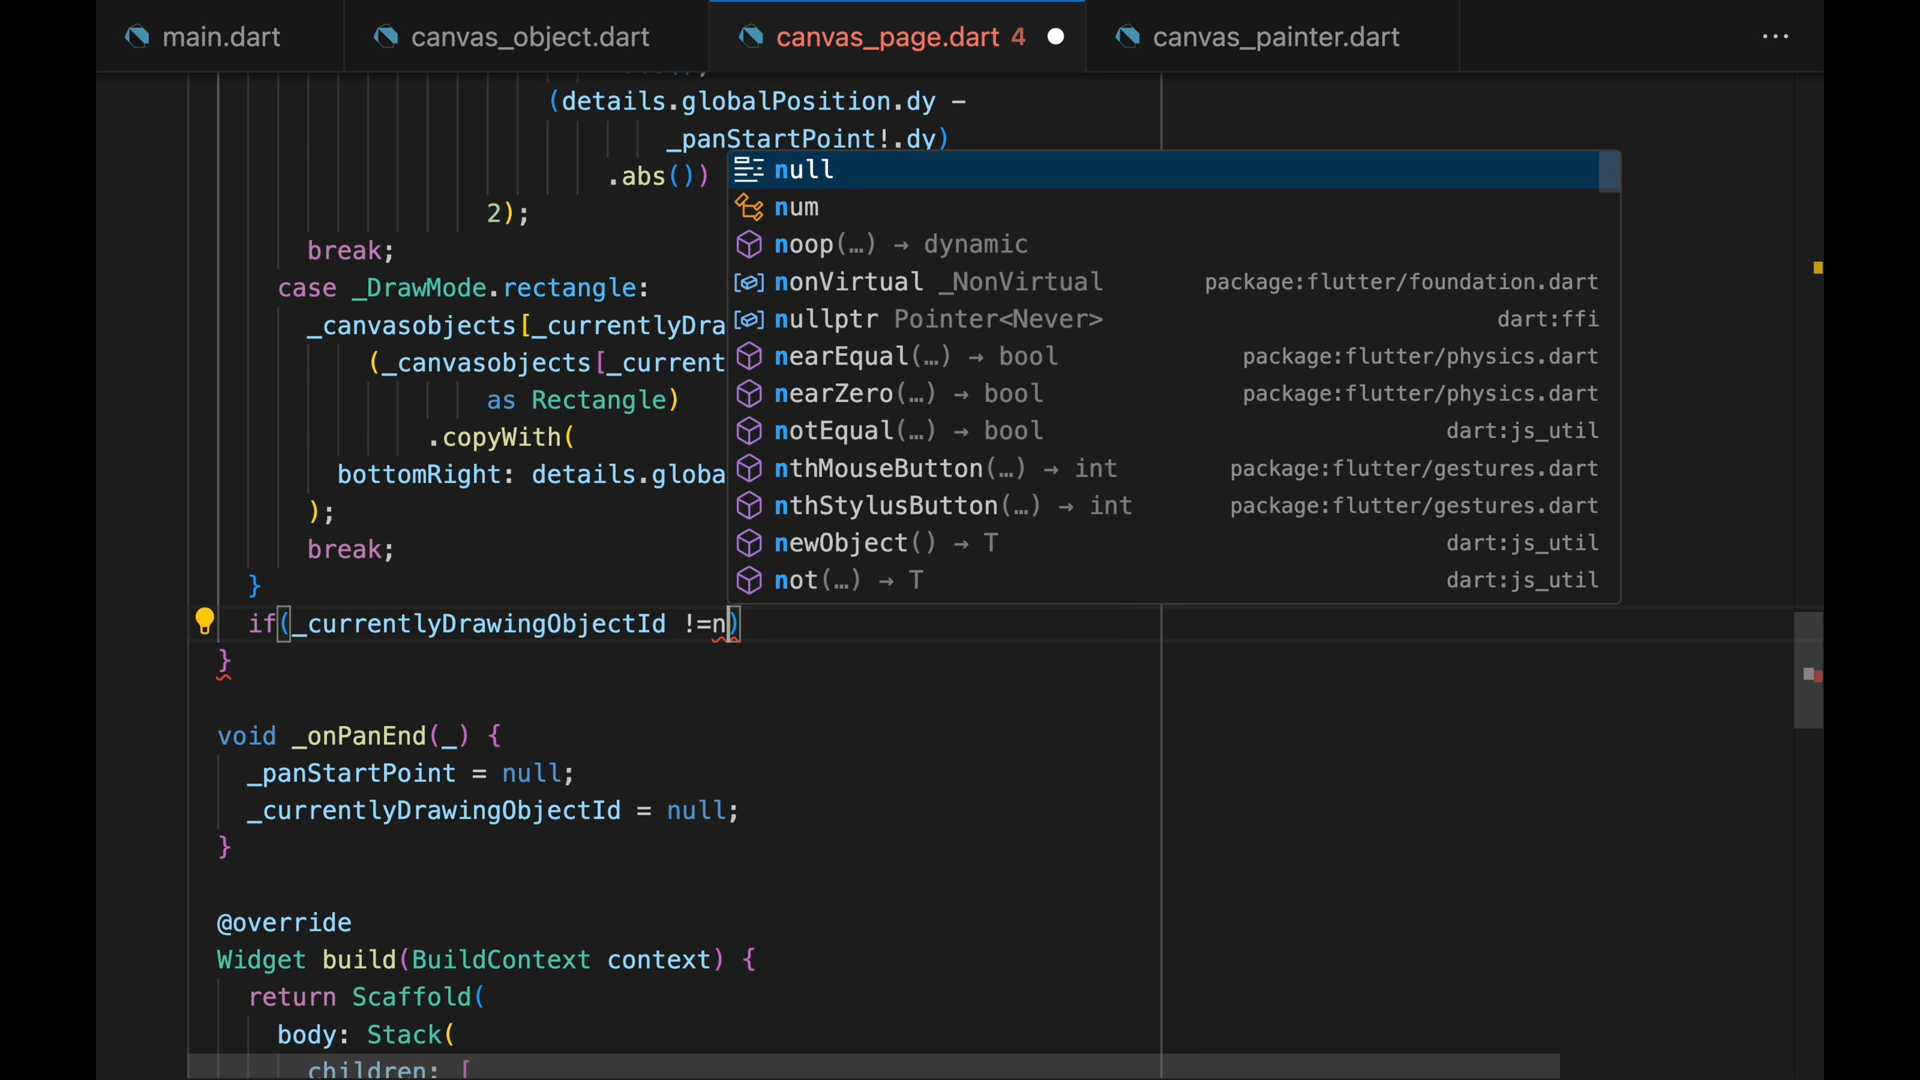 main.dart
canvas_object.dart
canvas_page.dart 4
canvas_painter.dart
...
(details.globalPosition.dy -
_panStartPoint!.dy)
.abs())
2);
break;
case _DrawMode.rectangle:
_canvasobjects[_currentlyDra
(_canvasobjects[_current
as Rectangle)
.copyWith(
bottomRight: details.globa
);
break;
}
if(_currentlyDrawingObjectId !=n)
}
void _onPanEnd(_) {
_panStartPoint = null;
_currentlyDrawingObjectId = null;
}
@override
Widget build(BuildContext context) {
return Scaffold(
body: Stack(
children: [
null
num
noop(…) → dynamic
nonVirtual _NonVirtual package:flutter/foundation.dart
nullptr Pointer<Never> dart:ffi
nearEqual(…) → bool package:flutter/physics.dart
nearZero(…) → bool package:flutter/physics.dart
notEqual(…) → bool dart:js_util
nthMouseButton(…) → int package:flutter/gestures.dart
nthStylusButton(…) → int package:flutter/gestures.dart
newObject() → T dart:js_util
not(…) → T dart:js_util